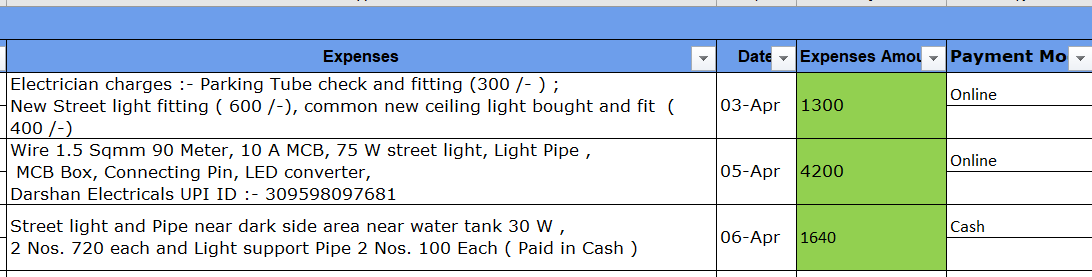 Expenses Date Expenses Amou Payment Mo
Electrician charges :- Parking Tube check and fitting (300 /- ) ;
New Street light fitting ( 600 /-), common new ceiling light bought and fit (
400 /-)
03-Apr 1300 Online
Wire 1.5 Sqmm 90 Meter, 10 A MCB, 75 W street light, Light Pipe ,
MCB Box, Connecting Pin, LED converter,
Darshan Electricals UPI ID :- 309598097681
05-Apr 4200 Online
Street light and Pipe near dark side area near water tank 30 W ,
2 Nos. 720 each and Light support Pipe 2 Nos. 100 Each ( Paid in Cash )
06-Apr 1640 Cash